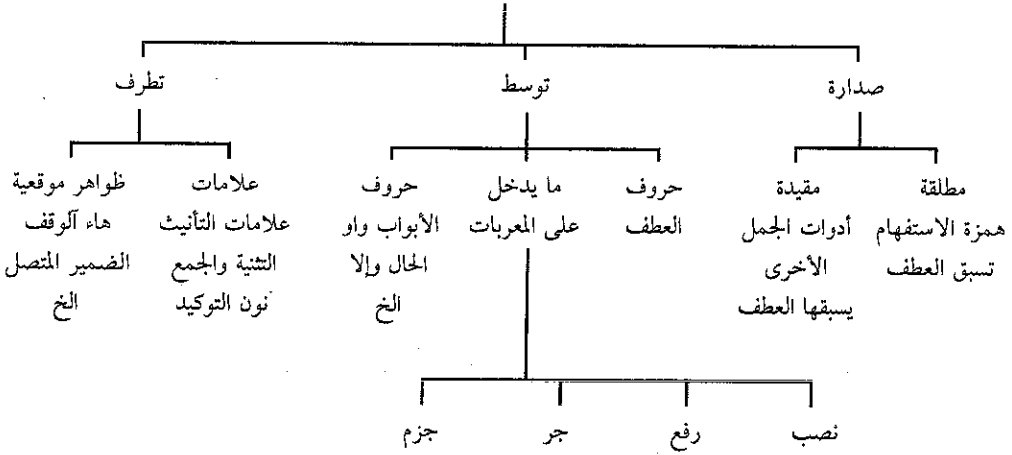 صدارة
توسط
تطرف
مطلقة
همزة الاستفهام
تسبق العطف
مقيدة
أدوات الجمل
الأخرى
يسبقها العطف
حروف
العطف
ما يدخل
على المعربات
حروف
الأبواب واو
الحال وإلا
الخ
علامات
علامات التأنيث
التثنية والجمع
نون التوكيد
ظواهر موقعية
هاء آلوقف
الضمير المتصل
الخ
نصب
رفع
جر
جزم